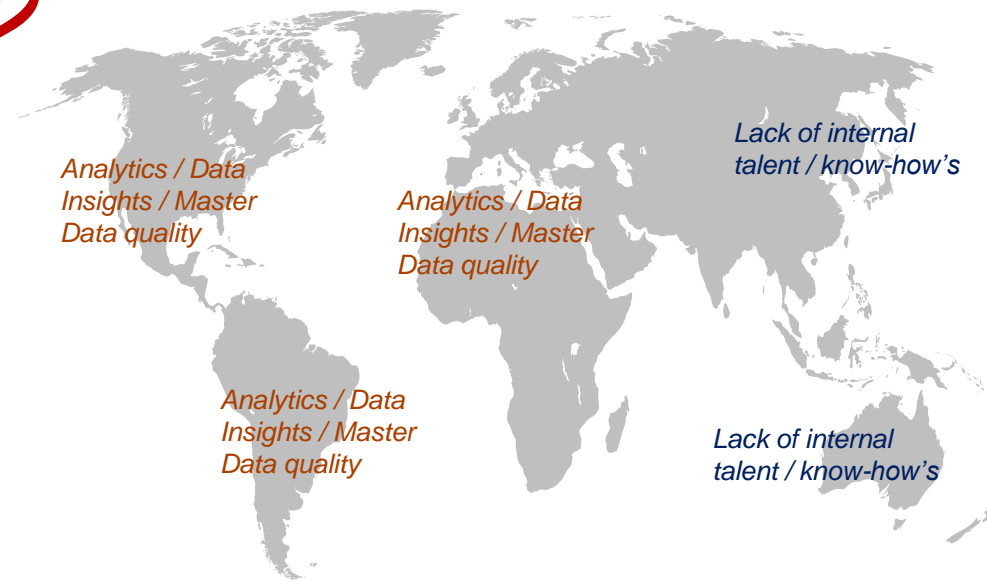 Analytics / Data
Insights / Master
Data quality
Analytics / Data
Insights / Master
Data quality
Lack of internal
talent / know-how’s
Analytics / Data
Insights / Master
Data quality
Lack of internal
talent / know-how’s